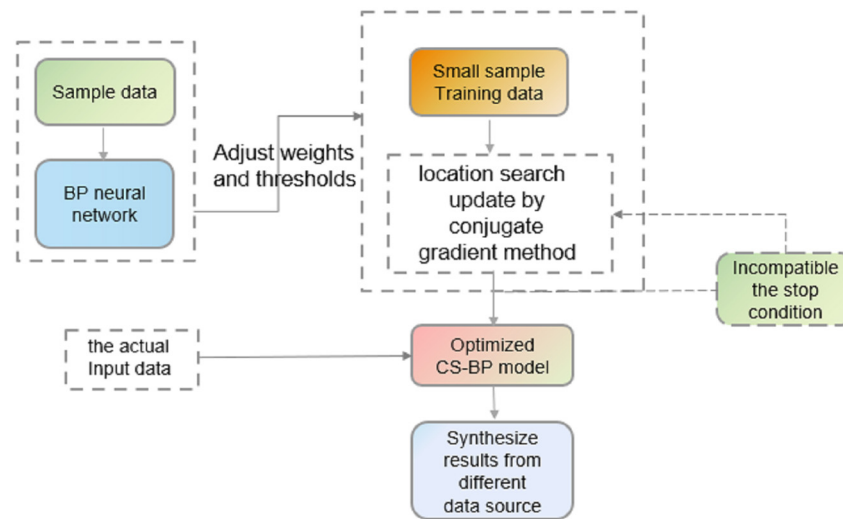 Sample data
BP neural
network
Adjust weights
and thresholds
Small sample
Training data
location search
update by
conjugate
gradient method
Incompatible
the stop
condition
the actual
Input data
Optimized
CS-BP model
Synthesize
results from
different
data source